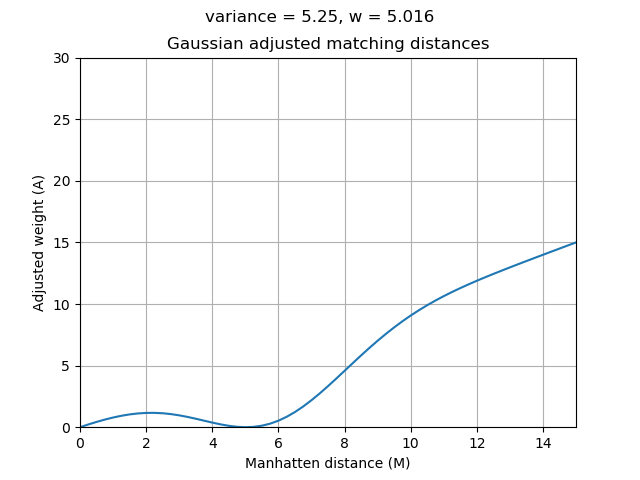 variance = 5.25, w = 5.016
Gaussian adjusted matching distances
30
25
20
15
10
5
0
Adjusted weight (A)
0 2 4 6 8 10 12 14
Manhatten distance (M)